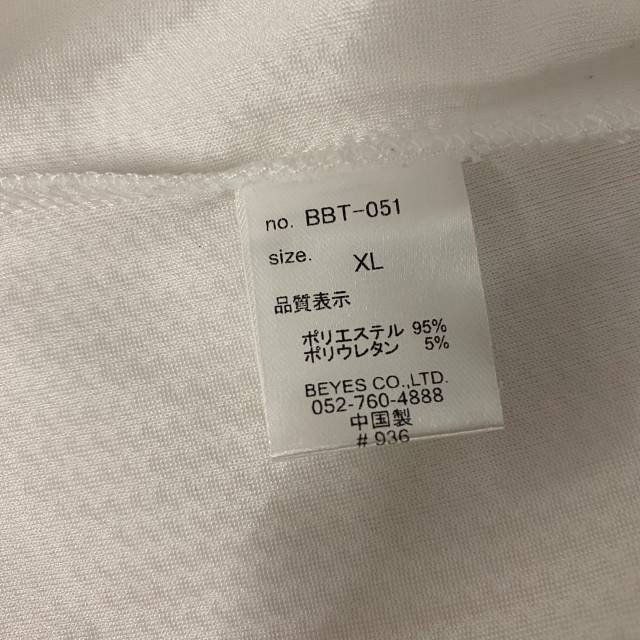 no. BBT-051
size. XL
品質表示
ポリエステル 95%
ポリウレタン 5%
BEYES CO.,LTD.
052-760-4888
中国製
# 936